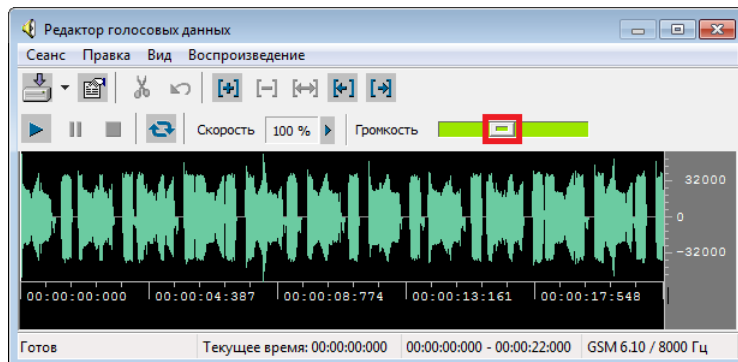 Редактор голосовых данных
Сеанс Правка Вид Воспроизведение
Скорость 100 % Громкость
32000
0
-32000
00:00:00:000 00:00:04:387 00:00:08:774 00:00:13:161 00:00:17:548
Готов Текущее время: 00:00:00:000 00:00:00:000 - 00:00:22:000 GSM 6.10 / 8000 Гц